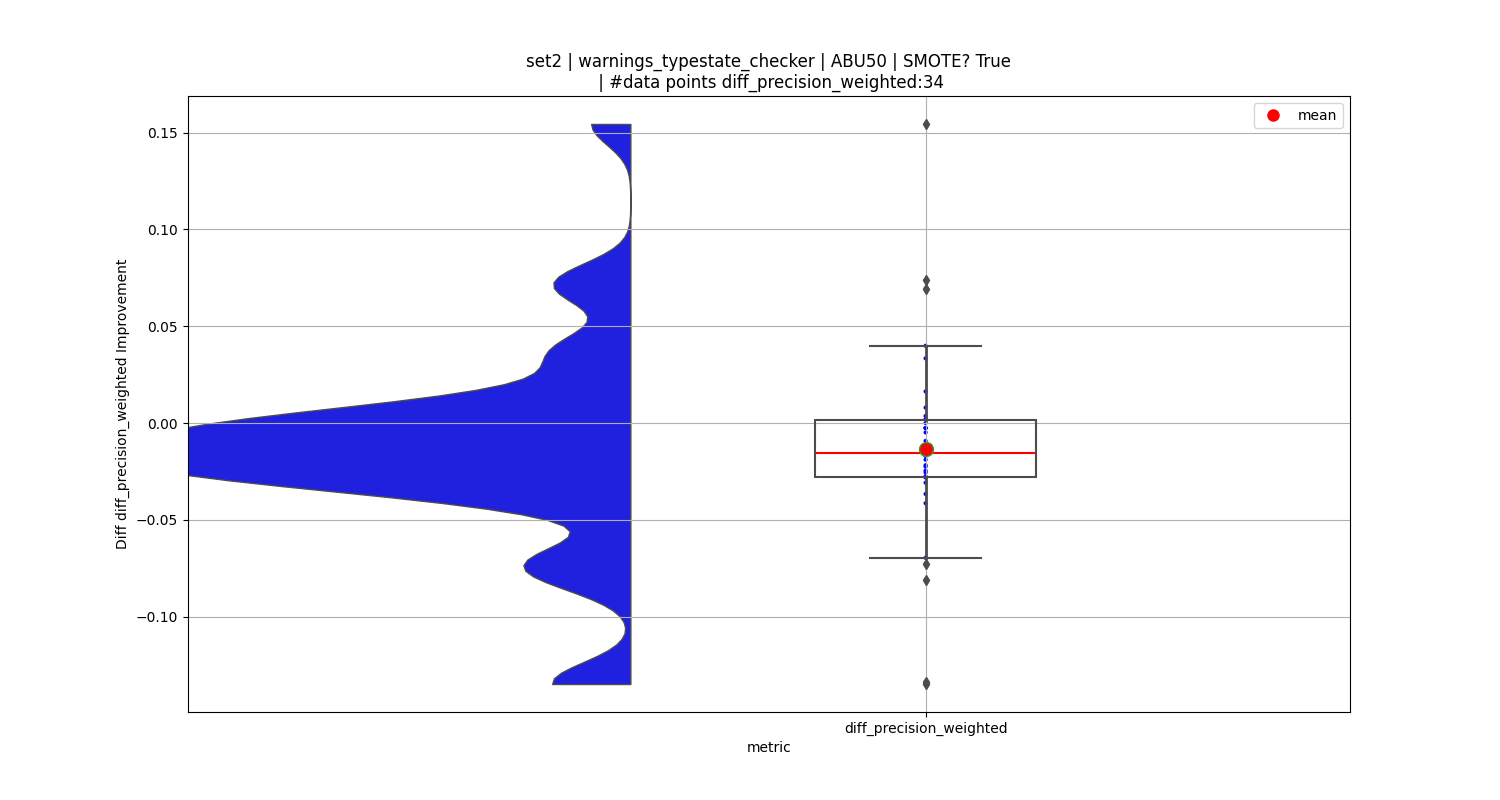 set2 | warnings_typestate_checker | ABU50 | SMOTE? True
| #data points diff_precision_weighted:34
mean
0.15
0.10
0.05
0.00
−0.05
−0.10
Diff diff_precision_weighted Improvement
diff_precision_weighted
metric